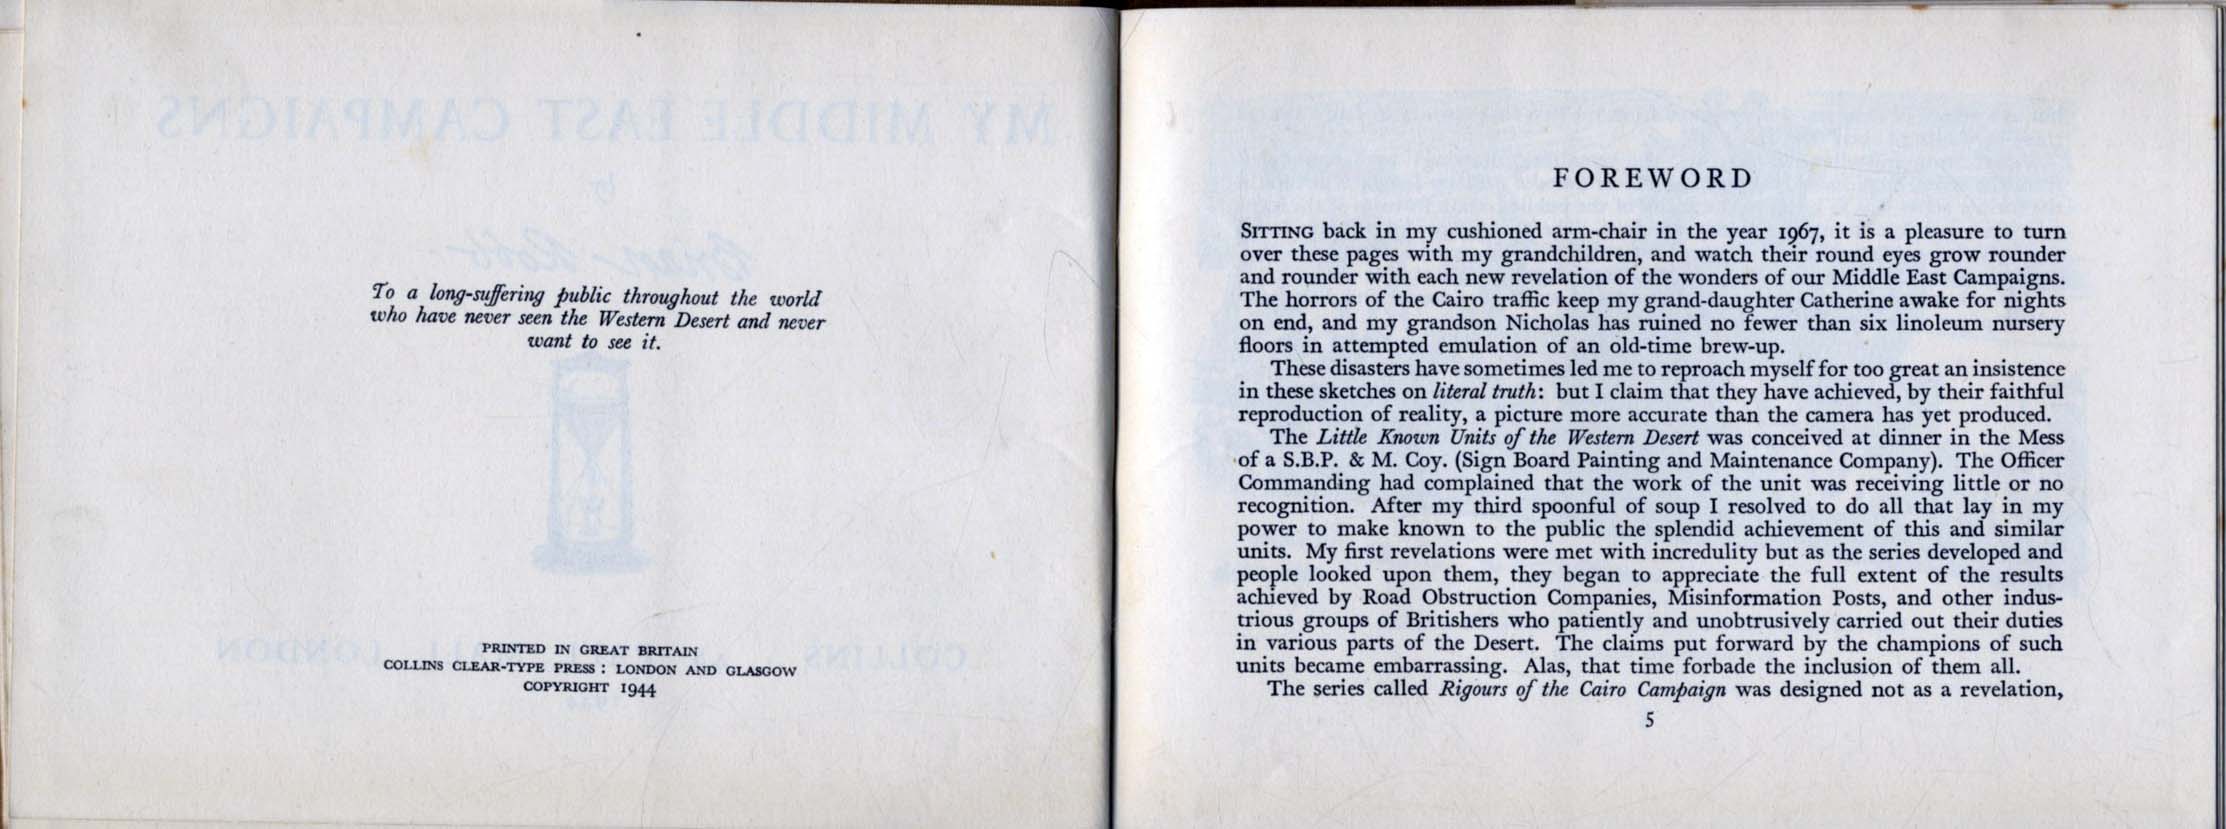 To a long-suffering public throughout the world
who have never seen the Western Desert and never
want to see it.
PRINTED IN GREAT BRITAIN
COLLINS CLEAR-TYPE PRESS : LONDON AND GLASGOW
COPYRIGHT 1944
FOREWORD
SITTING back in my cushioned arm-chair in the year 1967, it is a pleasure to turn
over these pages with my grandchildren, and watch their round eyes grow rounder
and rounder with each new revelation of the wonders of our Middle East Campaigns.
The horrors of the Cairo traffic keep my grand-daughter Catherine awake for nights
on end, and my grandson Nicholas has ruined no fewer than six linoleum nursery
floors in attempted emulation of an old-time brew-up.
These disasters have sometimes led me to reproach myself for too great an insistence
in these sketches on literal truth: but I claim that they have achieved, by their faithful
reproduction of reality, a picture more accurate than the camera has yet produced.
The Little Known Units of the Western Desert was conceived at dinner in the Mess
of a S.B.P. & M. Coy. (Sign Board Painting and Maintenance Company). The Officer
Commanding had complained that the work of the unit was receiving little or no
recognition. After my third spoonful of soup I resolved to do all that lay in my
power to make known to the public the splendid achievement of this and similar
units. My first revelations were met with incredulity but as the series developed and
people looked upon them, they began to appreciate the full extent of the results
achieved by Road Obstruction Companies, Misinformation Posts, and other indus-
trious groups of Britishers who patiently and unobtrusively carried out their duties
in various parts of the Desert. The claims put forward by the champions of such
units became embarrassing. Alas, that time forbade the inclusion of them all.
The series called Rigours of the Cairo Campaign was designed not as a revelation,
5